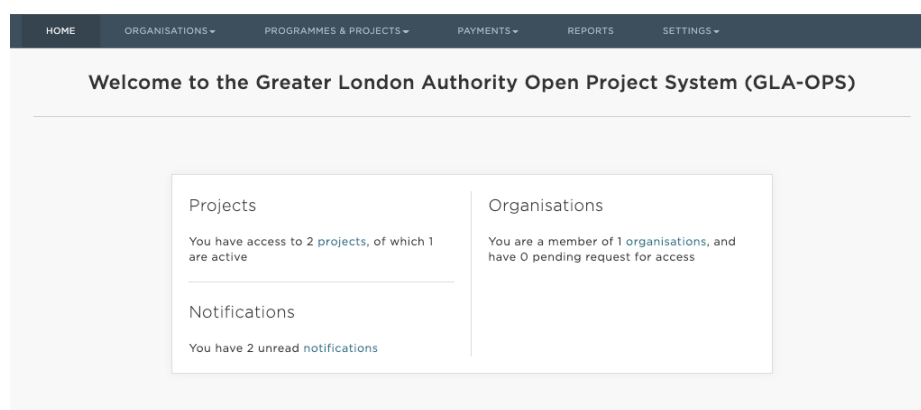 HOME ORGANISATIONS PROGRAMMES & PROJECTS PAYMENTS REPORTS SETTINGS
Welcome to the Greater London Authority Open Project System (GLA-OPS)
Projects
You have access to 2 projects, of which 1
are active
Notifications
You have 2 unread notifications
Organisations
You are a member of 1 organisations, and
have 0 pending request for access